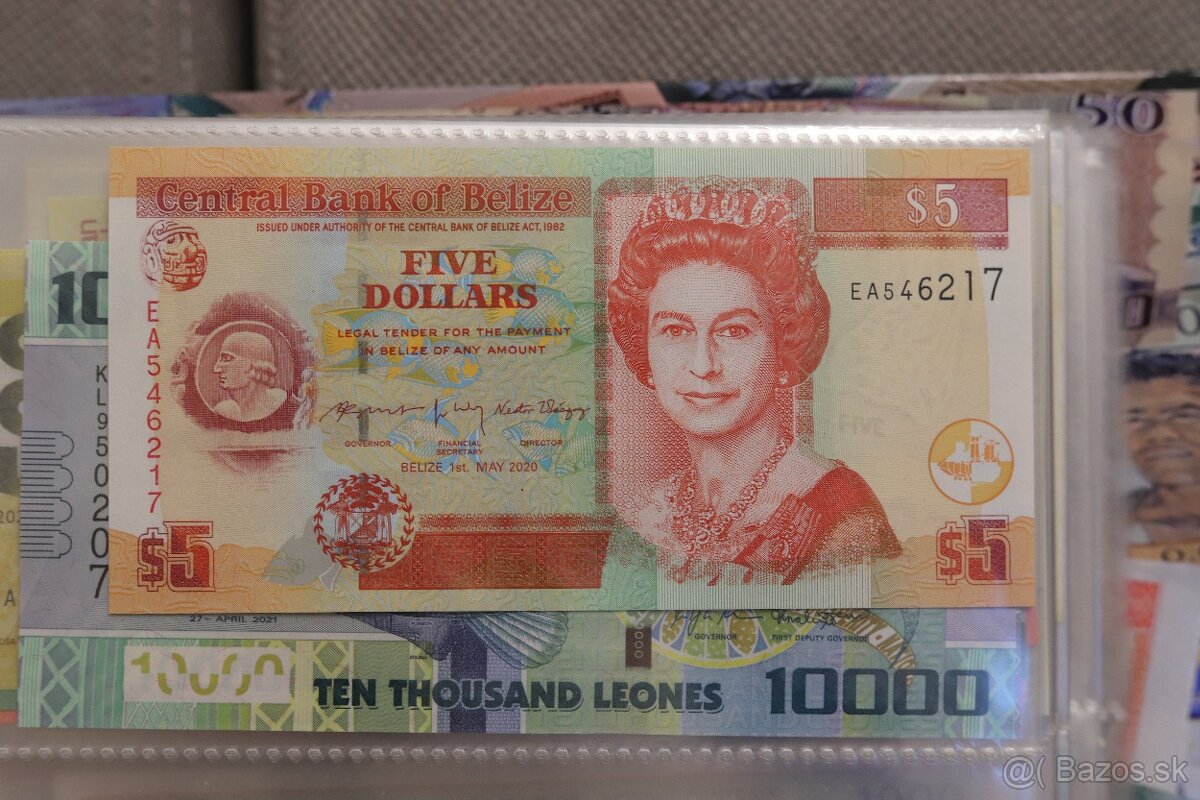 50
Central Bank of Belize
$5
ISSUED UNDER AUTHORITY OF THE CENTRAL BANK OF BELIZE ACT, 1982
FIVE
DOLLARS
EA546217
EA546217
LEGAL TENDER FOR THE PAYMENT
IN BELIZE OF ANY AMOUNT
GOVERNOR
FINANCIAL
SECRETARY
DIRECTOR
BELIZE 1st. MAY 2020
$5
$5
27TH APRIL 2021
GOVERNOR
FIRST DEPUTY GOVERNOR
10000
TEN THOUSAND LEONES
10000
@( Bazos.sk